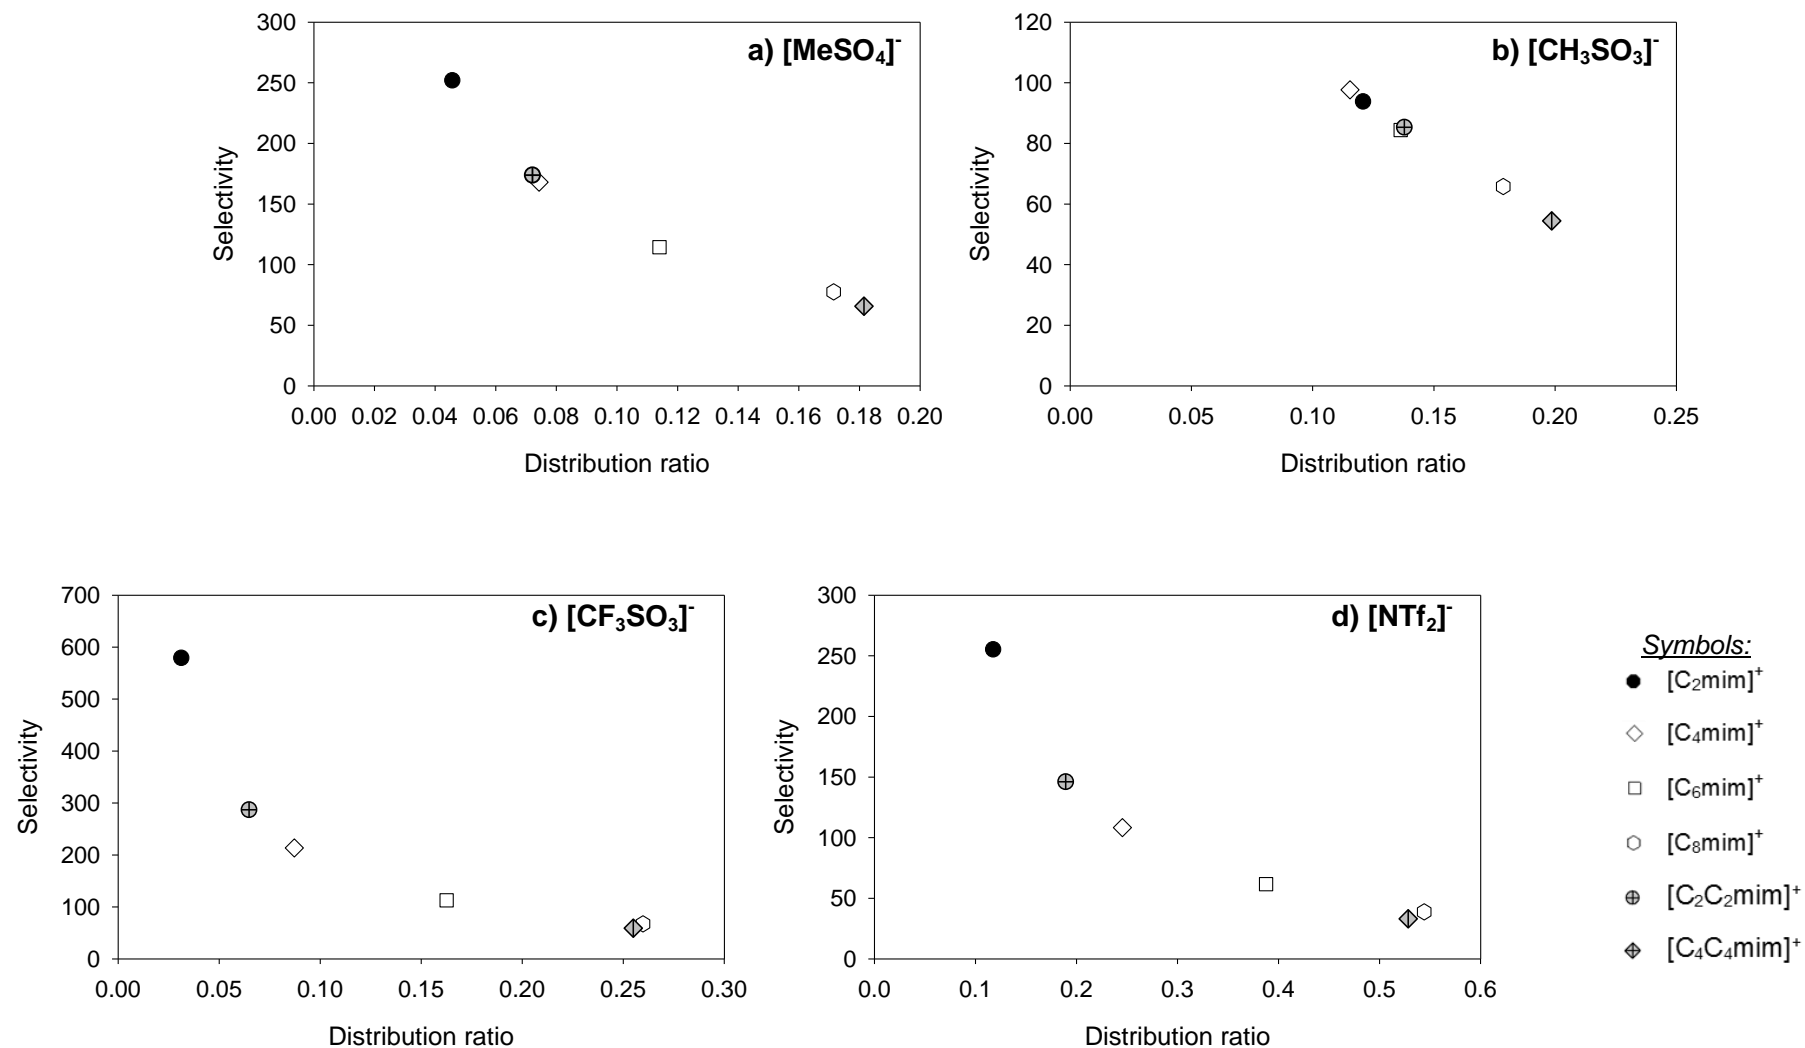 a) [MeSO₄]⁻
300
250
200
150
100
50
0
Selectivity
0.00 0.02 0.04 0.06 0.08 0.10 0.12 0.14 0.16 0.18 0.20
Distribution ratio
b) [CH₃SO₃]⁻
120
100
80
60
40
20
0
Selectivity
0.00 0.05 0.10 0.15 0.20 0.25
Distribution ratio
c) [CF₃SO₃]⁻
700
600
500
400
300
200
100
0
Selectivity
0.00 0.05 0.10 0.15 0.20 0.25 0.30
Distribution ratio
d) [NTf₂]⁻
300
250
200
150
100
50
0
Selectivity
0.0 0.1 0.2 0.3 0.4 0.5 0.6
Distribution ratio
Symbols:
[C₂mim]⁺
[C₄mim]⁺
[C₆mim]⁺
[C₈mim]⁺
[C₂C₂mim]⁺
[C₄C₄mim]⁺